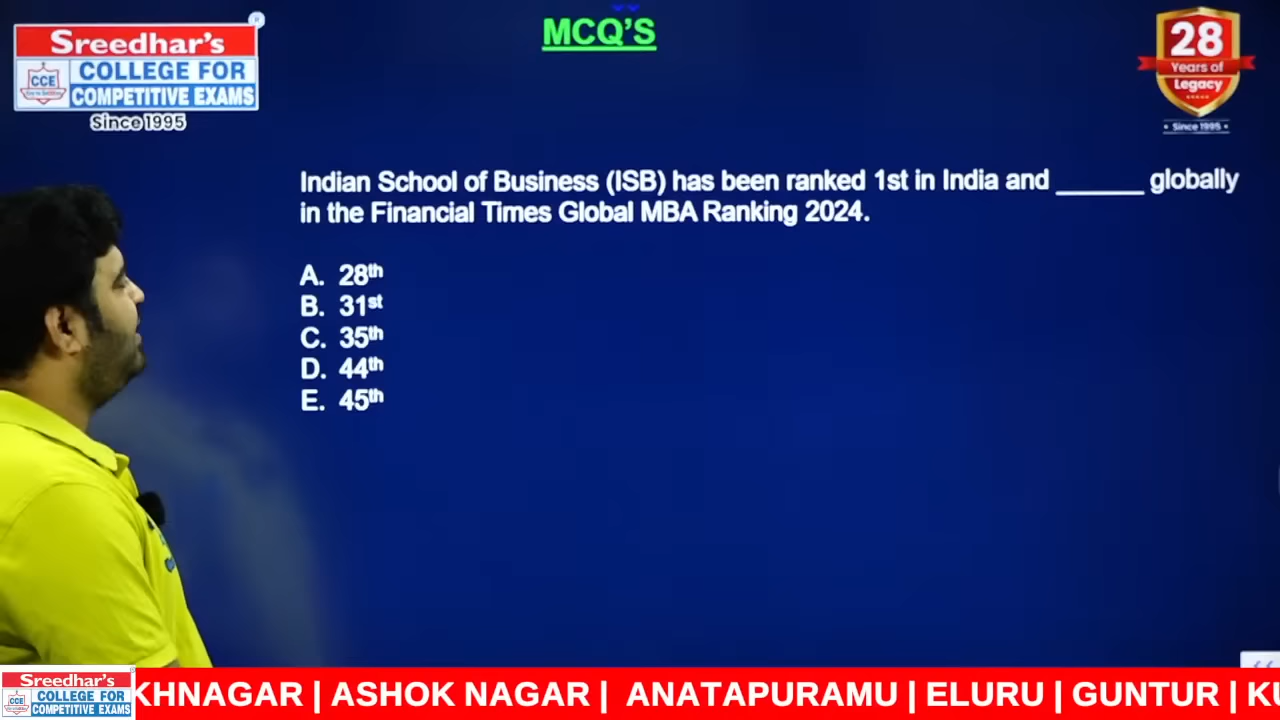 Sreedhar's
CCE
COLLEGE FOR
COMPETITIVE EXAMS
Since 1995
MCQ'S
28
Years of
Legacy
• Since 1995 •
Indian School of Business (ISB) has been ranked 1st in India and ______ globally
in the Financial Times Global MBA Ranking 2024.
A. 28th
B. 31st
C. 35th
D. 44th
E. 45th
Sreedhar's
CCE
COLLEGE FOR
COMPETITIVE EXAMS
KHNAGAR | ASHOK NAGAR | ANATAPURAMU | ELURU | GUNTUR |